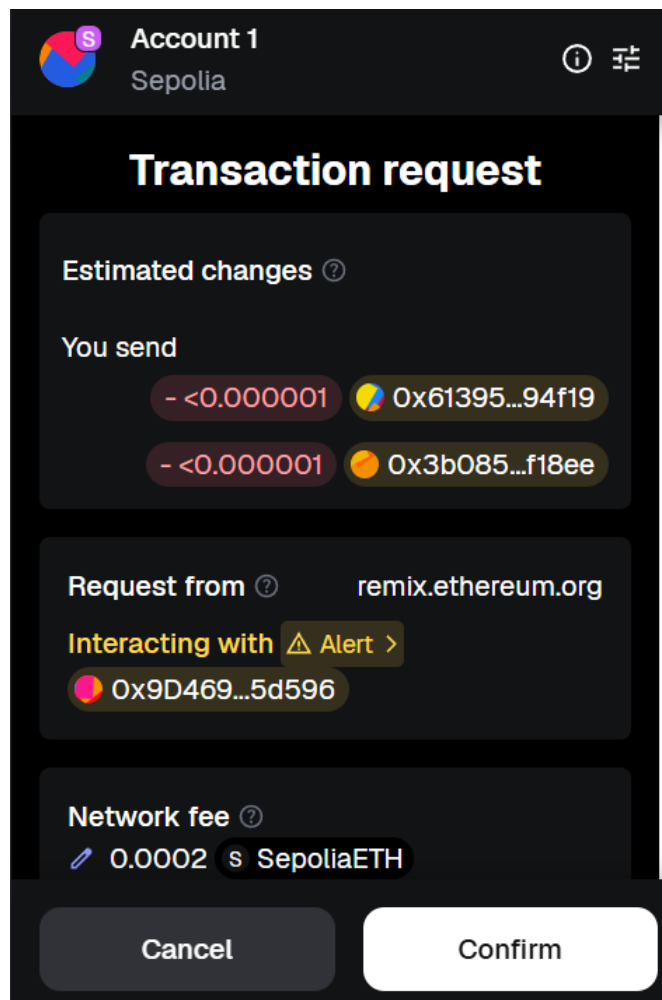 S
Account 1
Sepolia
Transaction request
Estimated changes
You send
- <0.000001 0x61395...94f19
- <0.000001 0x3b085...f18ee
Request from remix.ethereum.org
Interacting with Alert >
0x9D469...5d596
Network fee
0.0002 S SepoliaETH
Cancel Confirm